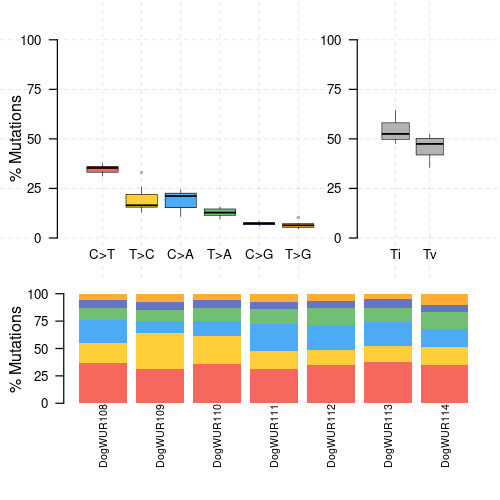 % Mutations
100
75
50
25
0
C>T T>C C>A T>A C>G T>G
100
75
50
25
0
Ti Tv
% Mutations
100
75
50
25
0
DogWUR108
DogWUR109
DogWUR110
DogWUR111
DogWUR112
DogWUR113
DogWUR114